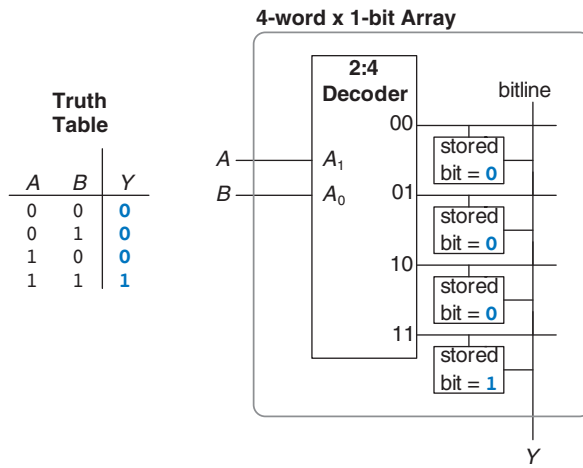 4-word x 1-bit Array
2:4
Decoder
bitline
Truth
Table
A B Y
0 0 0
0 1 0
1 0 0
1 1 1
A
B
A1
A0
00
stored
bit = 0
01
stored
bit = 0
10
stored
bit = 0
11
stored
bit = 1
Y